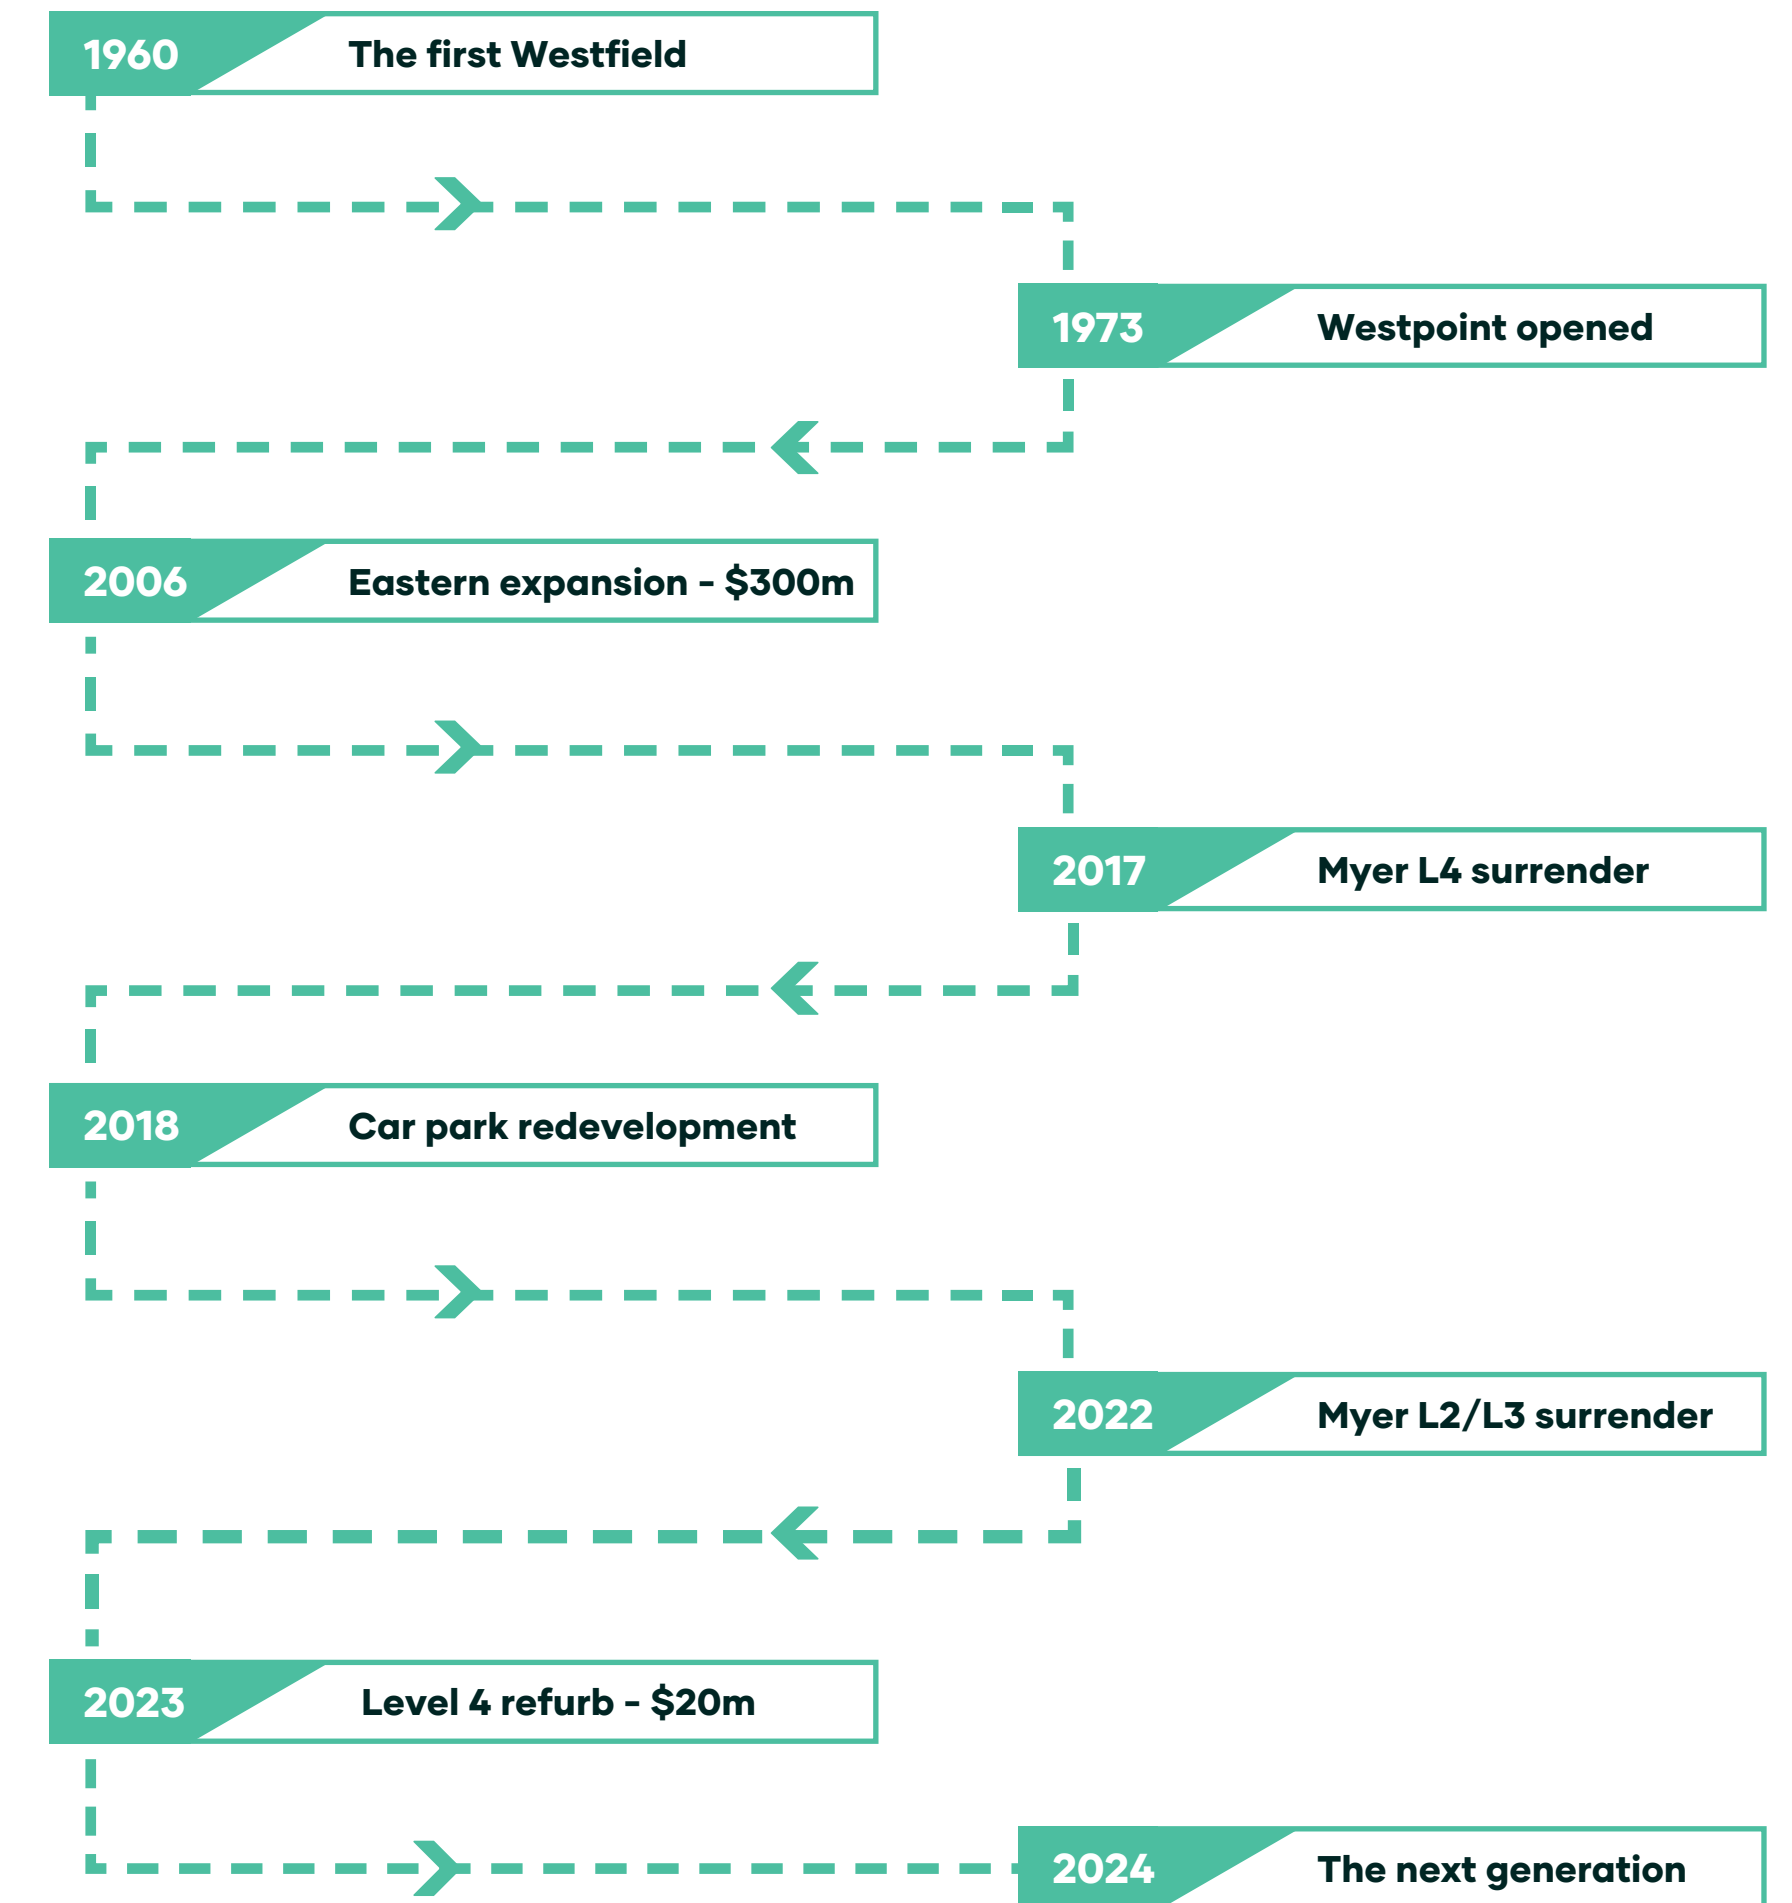 1960 The first Westfield
1973 Westpoint opened
2006 Eastern expansion - $300m
2017 Myer L4 surrender
2018 Car park redevelopment
2022 Myer L2/L3 surrender
2023 Level 4 refurb - $20m
2024 The next generation